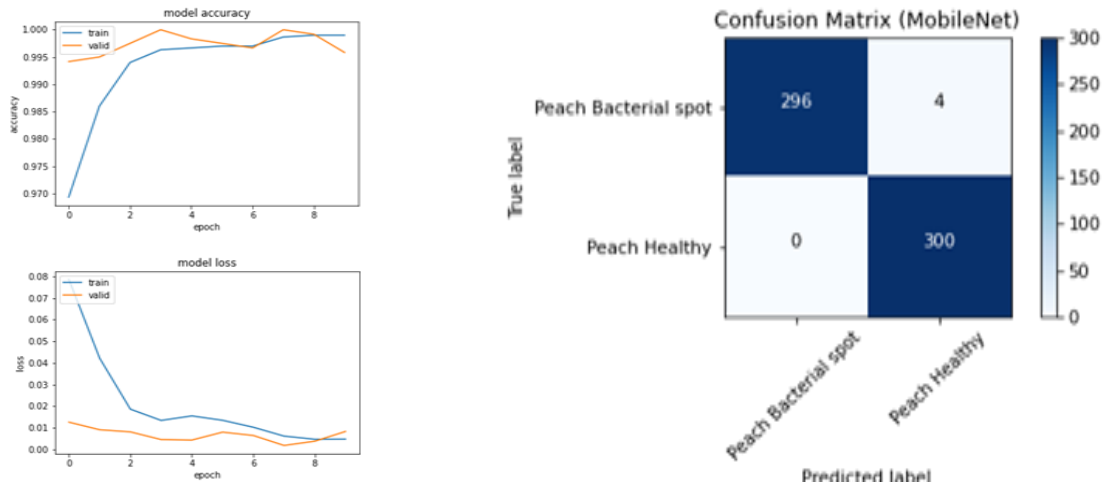 model accuracy
train
valid
1.000
0.995
0.990
0.985
0.980
0.975
0.970
accuracy
0 2 4 6 8
epoch
model loss
train
valid
0.08
0.07
0.06
0.05
0.04
0.03
0.02
0.01
0.00
loss
0 2 4 6 8
epoch
Confusion Matrix (MobileNet)
True label
Peach Bacterial spot
296 4
Peach Healthy
0 300
Peach Bacterial spot
Peach Healthy
Predicted label
300
250
200
150
100
50
0